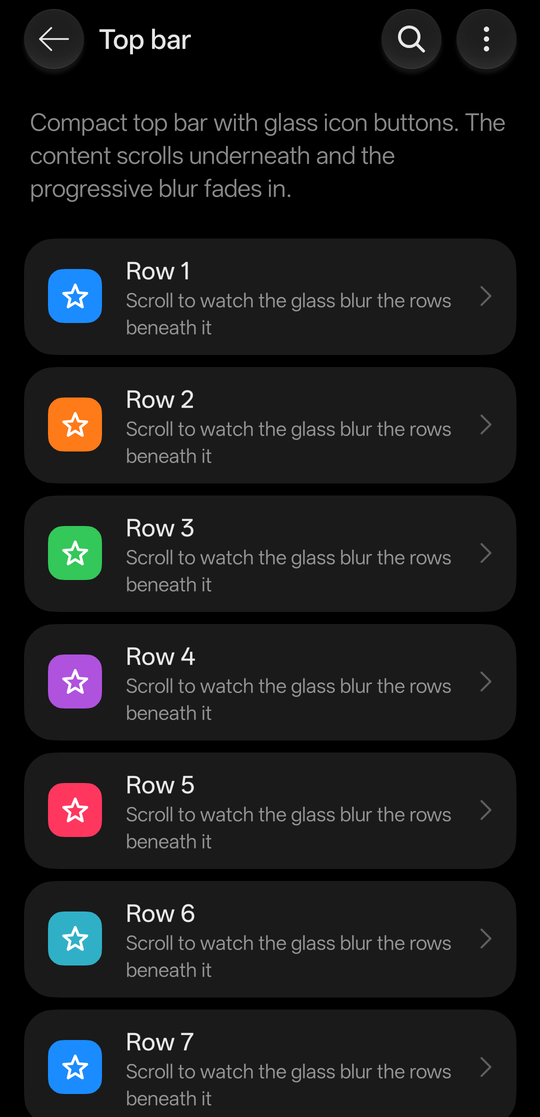 Top bar
Compact top bar with glass icon buttons. The
content scrolls underneath and the
progressive blur fades in.
Row 1
Scroll to watch the glass blur the rows
beneath it
Row 2
Scroll to watch the glass blur the rows
beneath it
Row 3
Scroll to watch the glass blur the rows
beneath it
Row 4
Scroll to watch the glass blur the rows
beneath it
Row 5
Scroll to watch the glass blur the rows
beneath it
Row 6
Scroll to watch the glass blur the rows
beneath it
Row 7
Scroll to watch the glass blur the rows
beneath it